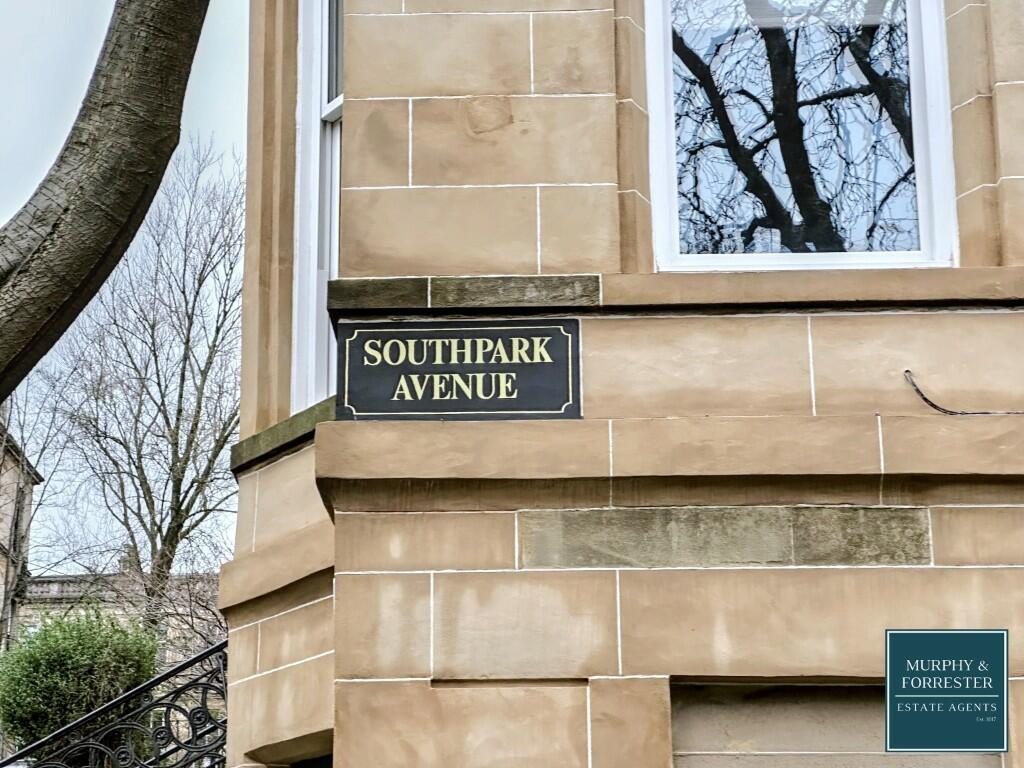 SOUTHPARK
AVENUE
MURPHY &
FORRESTER
ESTATE AGENTS